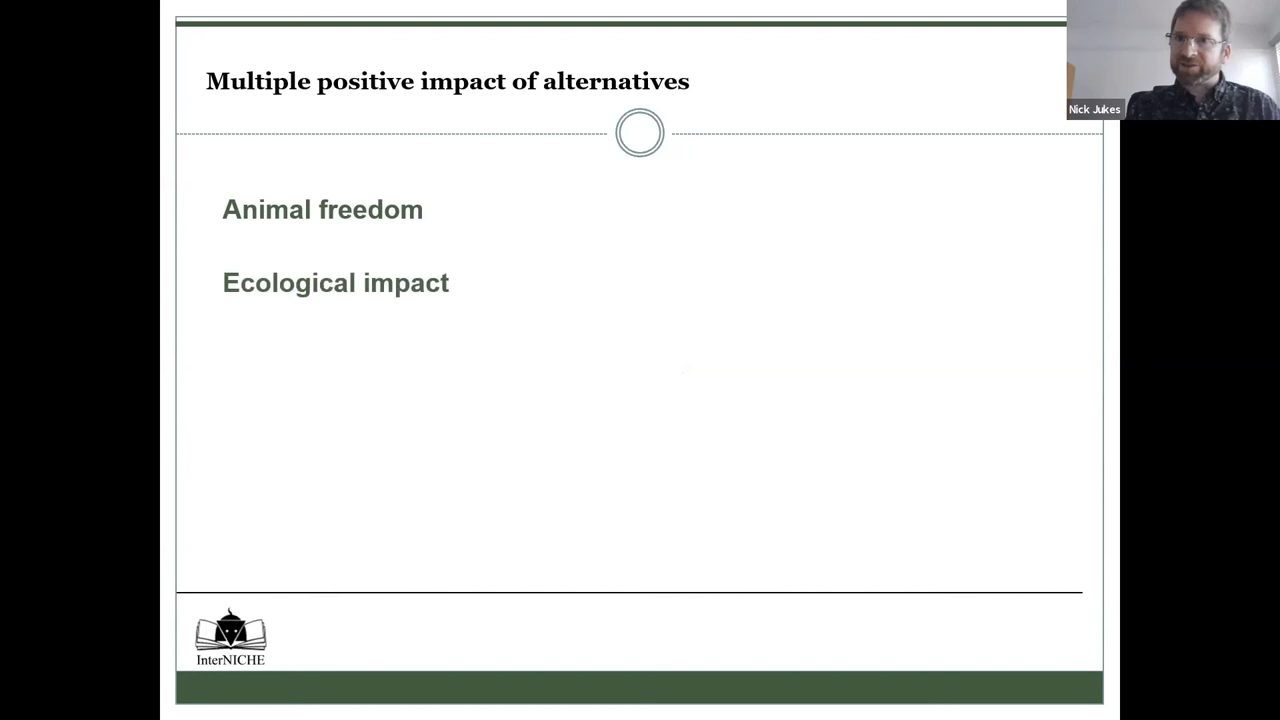 Multiple positive impact of alternatives
Nick Jukes
Animal freedom
Ecological impact
InterNICHE